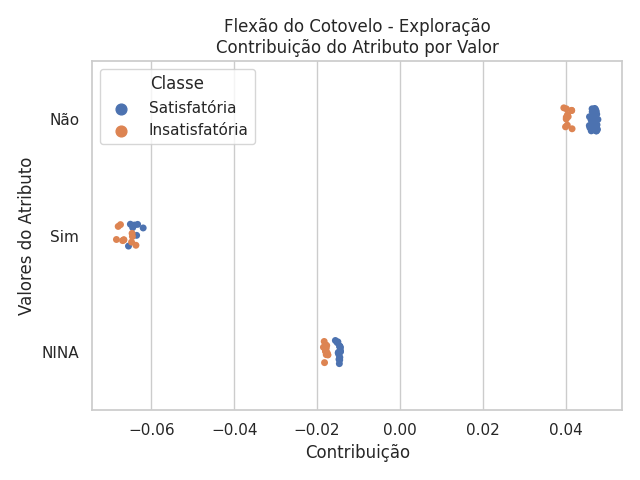 Flexão do Cotovelo - Exploração
Contribuição do Atributo por Valor
Classe
Satisfatória
Insatisfatória
Valores do Atributo
Não
Sim
NINA
−0.06 −0.04 −0.02 0.00 0.02 0.04
Contribuição